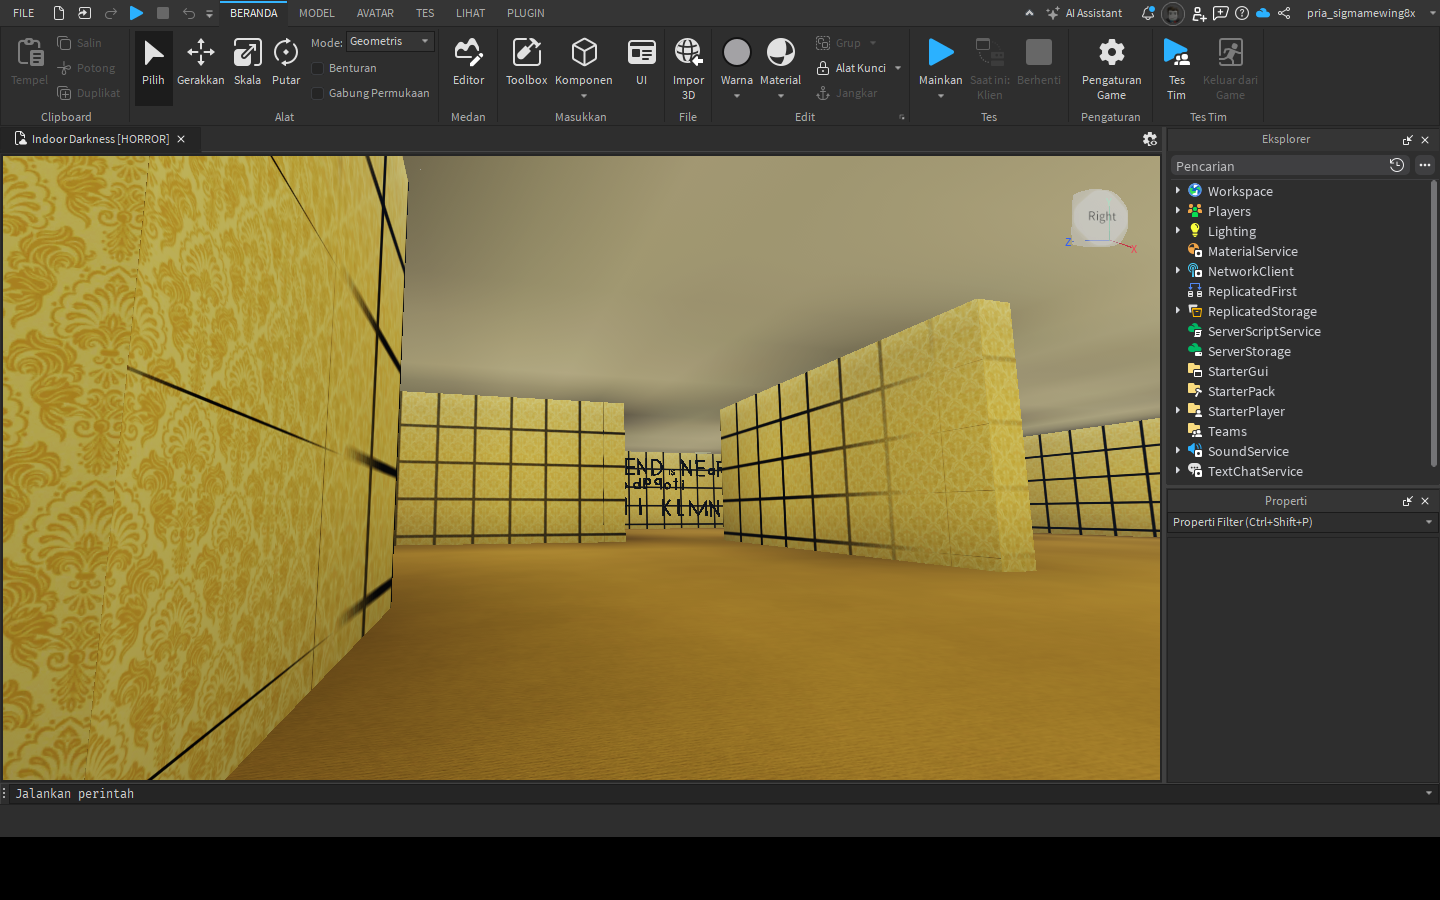 FILE
BERANDA MODEL AVATAR TES LIHAT PLUGIN
AI Assistant
pria_sigmamewing8x
Tempel
Salin
Potong
Duplikat
Clipboard
Pilih
Gerakkan
Skala
Putar
Mode: Geometris
Benturan
Gabung Permukaan
Alat
Editor
Medan
Toolbox
Komponen
UI
Masukkan
Impor 3D
File
Warna
Material
Grup
Alat Kunci
Jangkar
Edit
Mainkan
Saat ini: Klien
Berhenti
Tes
Pengaturan Game
Pengaturan
Tes Tim
Keluar dari Game
Tes Tim
Indoor Darkness [HORROR]
Right
Z
X
END is NEaR
Eksplorer
Pencarian
Workspace
Players
Lighting
MaterialService
NetworkClient
ReplicatedFirst
ReplicatedStorage
ServerScriptService
ServerStorage
StarterGui
StarterPack
StarterPlayer
Teams
SoundService
TextChatService
Properti
Properti Filter (Ctrl+Shift+P)
Jalankan perintah